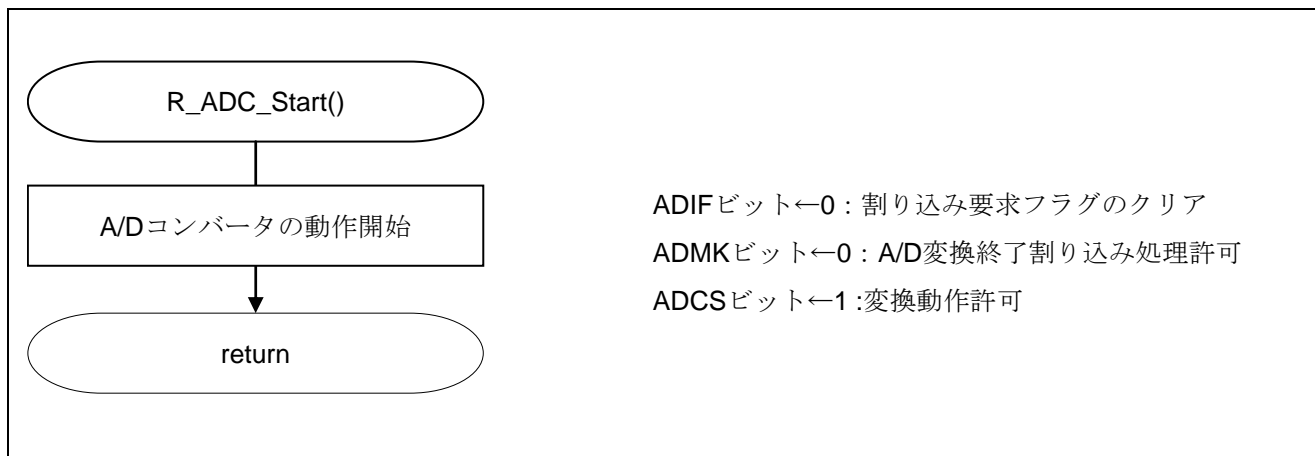 R_ADC_Start()
A/Dコンバータの動作開始
return
ADIFビット←0：割り込み要求フラグのクリア
ADMKビット←0：A/D変換終了割り込み処理許可
ADCSビット←1 :変換動作許可